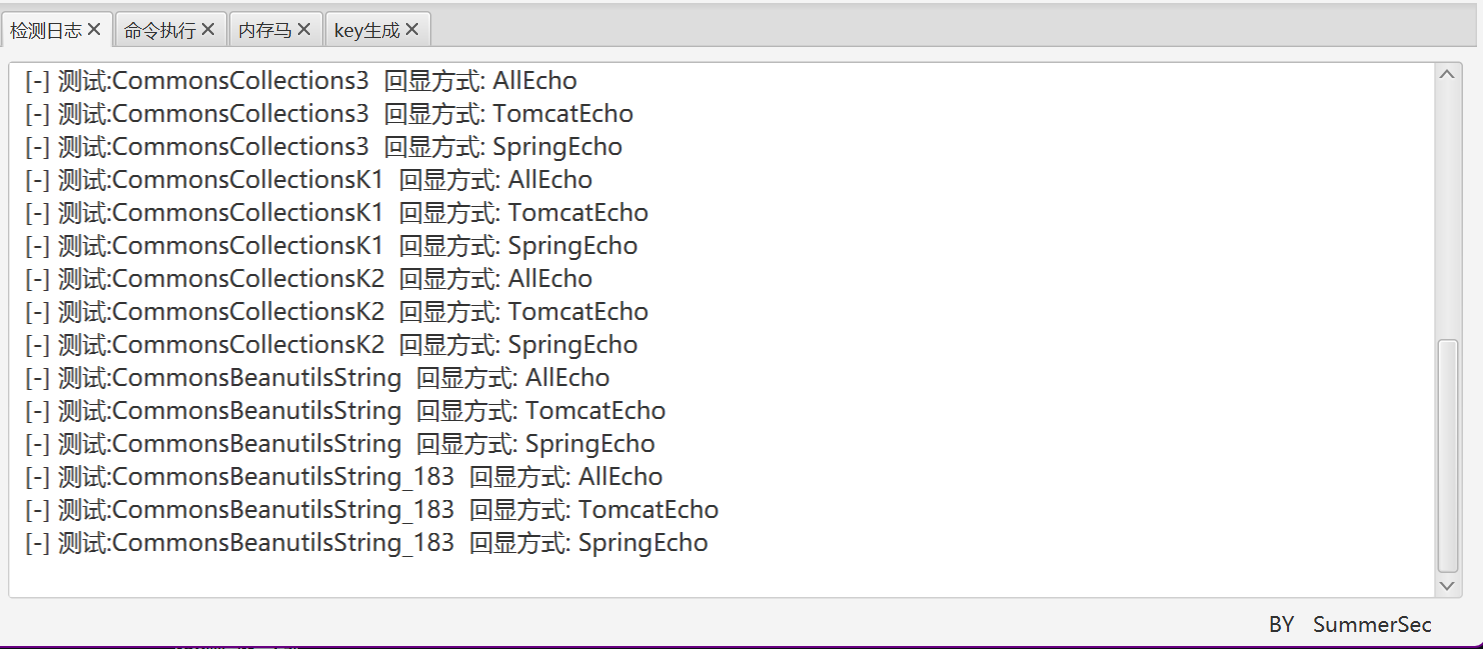 检测日志 命令执行 内存马 key生成
[-] 测试:CommonsCollections3 回显方式: AllEcho
[-] 测试:CommonsCollections3 回显方式: TomcatEcho
[-] 测试:CommonsCollections3 回显方式: SpringEcho
[-] 测试:CommonsCollectionsK1 回显方式: AllEcho
[-] 测试:CommonsCollectionsK1 回显方式: TomcatEcho
[-] 测试:CommonsCollectionsK1 回显方式: SpringEcho
[-] 测试:CommonsCollectionsK2 回显方式: AllEcho
[-] 测试:CommonsCollectionsK2 回显方式: TomcatEcho
[-] 测试:CommonsCollectionsK2 回显方式: SpringEcho
[-] 测试:CommonsBeanutilsString 回显方式: AllEcho
[-] 测试:CommonsBeanutilsString 回显方式: TomcatEcho
[-] 测试:CommonsBeanutilsString 回显方式: SpringEcho
[-] 测试:CommonsBeanutilsString_183 回显方式: AllEcho
[-] 测试:CommonsBeanutilsString_183 回显方式: TomcatEcho
[-] 测试:CommonsBeanutilsString_183 回显方式: SpringEcho
BY SummerSec